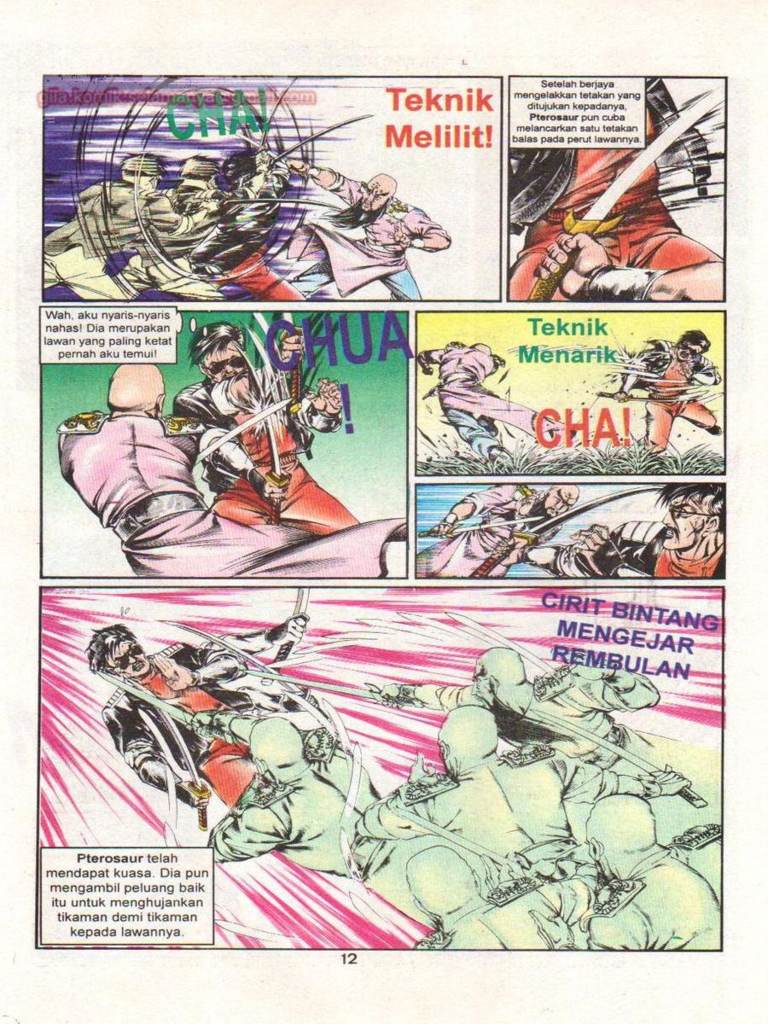 CHA!
Teknik
Melilit!
Setelah berjaya
mengelakkan tetakan yang
ditujukan kepadanya,
Pterosaur pun cuba
melancarkan satu tetakan
balas pada perut lawannya.
Wah, aku nyaris-nyaris
nahas! Dia merupakan
lawan yang paling ketat
pernah aku temui!
CHUA
!
Teknik
Menarik
CHA!
CIRIT BINTANG
MENGEJAR
REMBULAN
Pterosaur telah
mendapat kuasa. Dia pun
mengambil peluang baik
itu untuk menghujankan
tikaman demi tikaman
kepada lawannya.
12